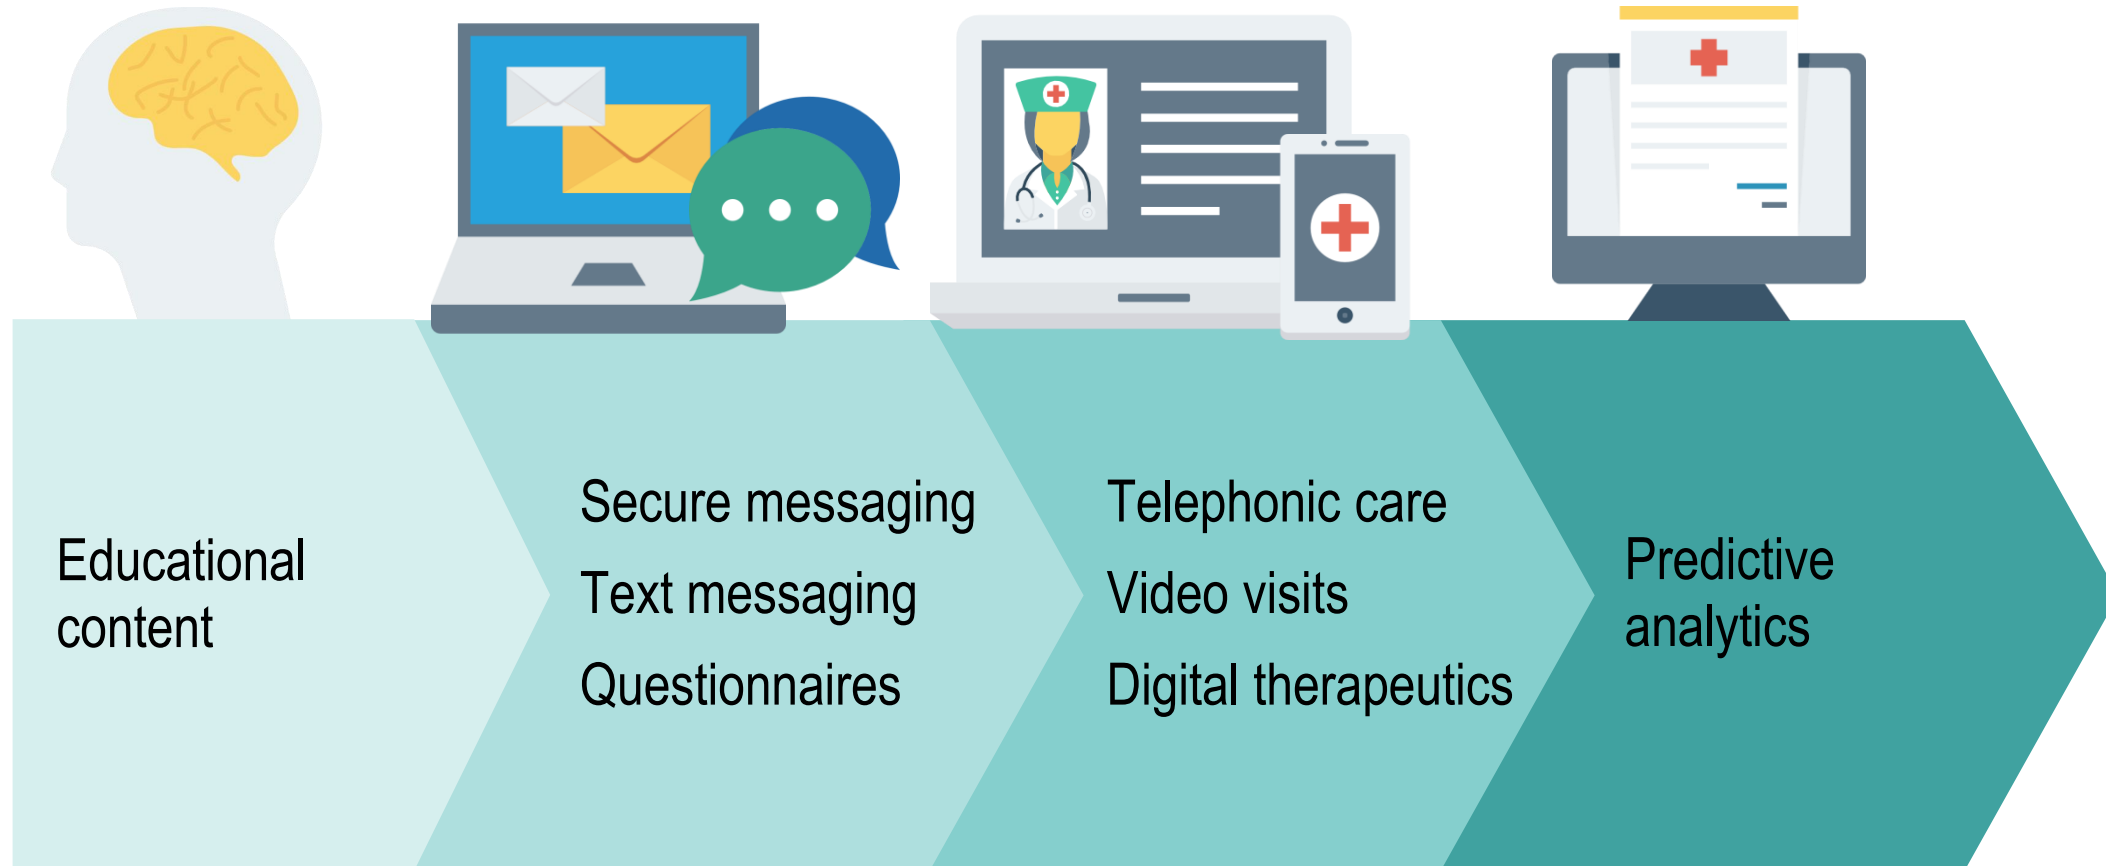 Educational
content
Secure messaging
Text messaging
Questionnaires
Telephonic care
Video visits
Digital therapeutics
Predictive
analytics